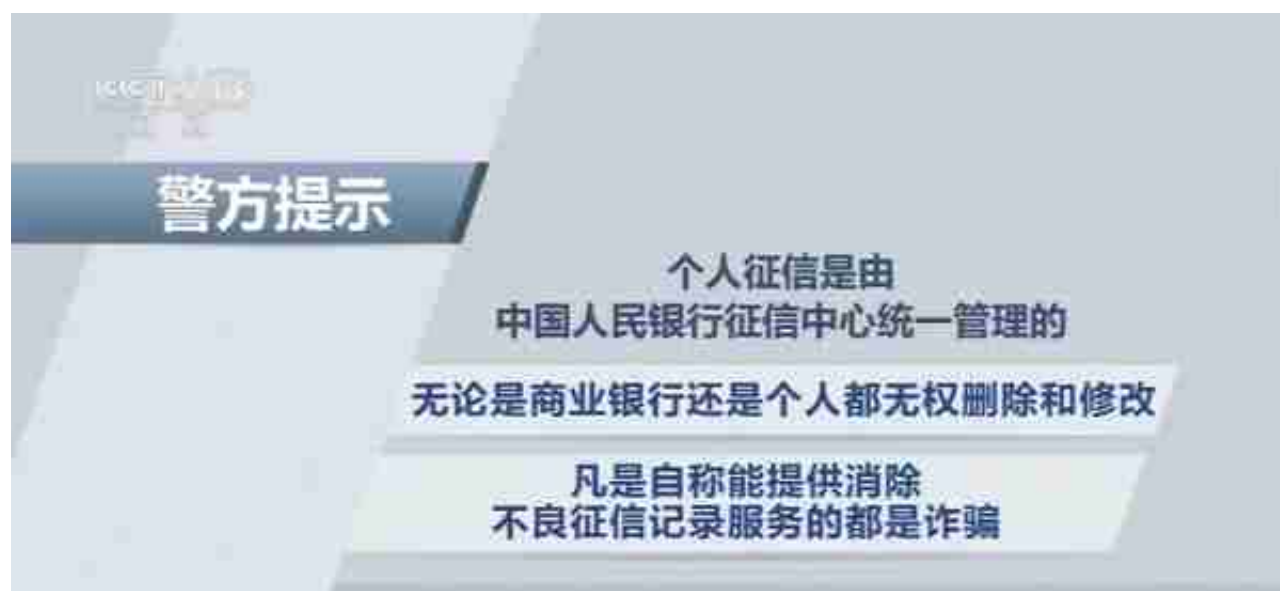 警方提示
个人征信是由
中国人民银行征信中心统一管理的
无论是商业银行还是个人都无权删除和修改
凡是自称能提供消除
不良征信记录服务的都是诈骗